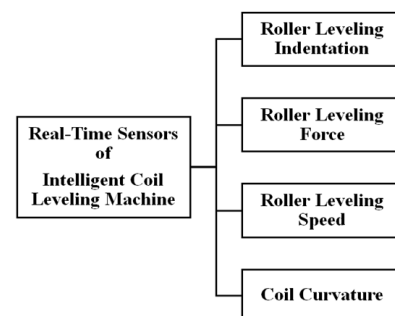 Real-Time Sensors
of
Intelligent Coil
Leveling Machine
Roller Leveling
Indentation
Roller Leveling
Force
Roller Leveling
Speed
Coil Curvature